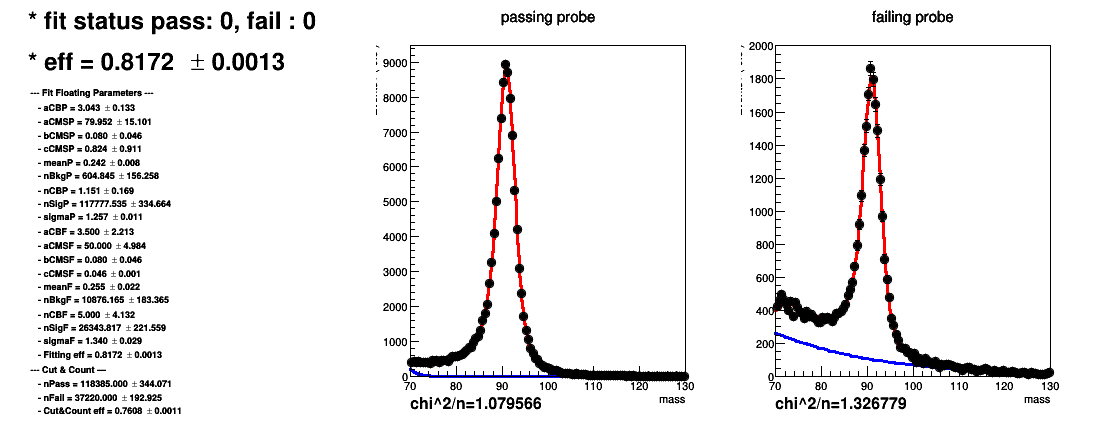 * fit status pass: 0, fail : 0
* eff = 0.8172 ± 0.0013
--- Fit Floating Parameters ---
- aCBP = 3.043 ± 0.133
- aCMSP = 79.952 ± 15.101
- bCMSP = 0.080 ± 0.046
- cCMSP = 0.824 ± 0.911
- meanP = 0.242 ± 0.008
- nBkgP = 604.845 ± 156.258
- nCBP = 1.151 ± 0.169
- nSigP = 117777.535 ± 334.664
- sigmaP = 1.257 ± 0.011
- aCBF = 3.500 ± 2.213
- aCMSF = 50.000 ± 4.984
- bCMSF = 0.080 ± 0.046
- cCMSF = 0.046 ± 0.001
- meanF = 0.255 ± 0.022
- nBkgF = 10876.165 ± 183.365
- nCBF = 5.000 ± 4.132
- nSigF = 26343.817 ± 221.559
- sigmaF = 1.340 ± 0.029
- Fitting eff = 0.8172 ± 0.0013
--- Cut & Count ---
- nPass = 118385.000 ± 344.071
- nFail = 37220.000 ± 192.925
- Cut&Count eff = 0.7608 ± 0.0011
passing probe
9000
8000
7000
6000
5000
4000
3000
2000
1000
0
70 80 90 100 110 120 130
mass
chi^2/n=1.079566
failing probe
2000
1800
1600
1400
1200
1000
800
600
400
200
0
70 80 90 100 110 120 130
mass
chi^2/n=1.326779